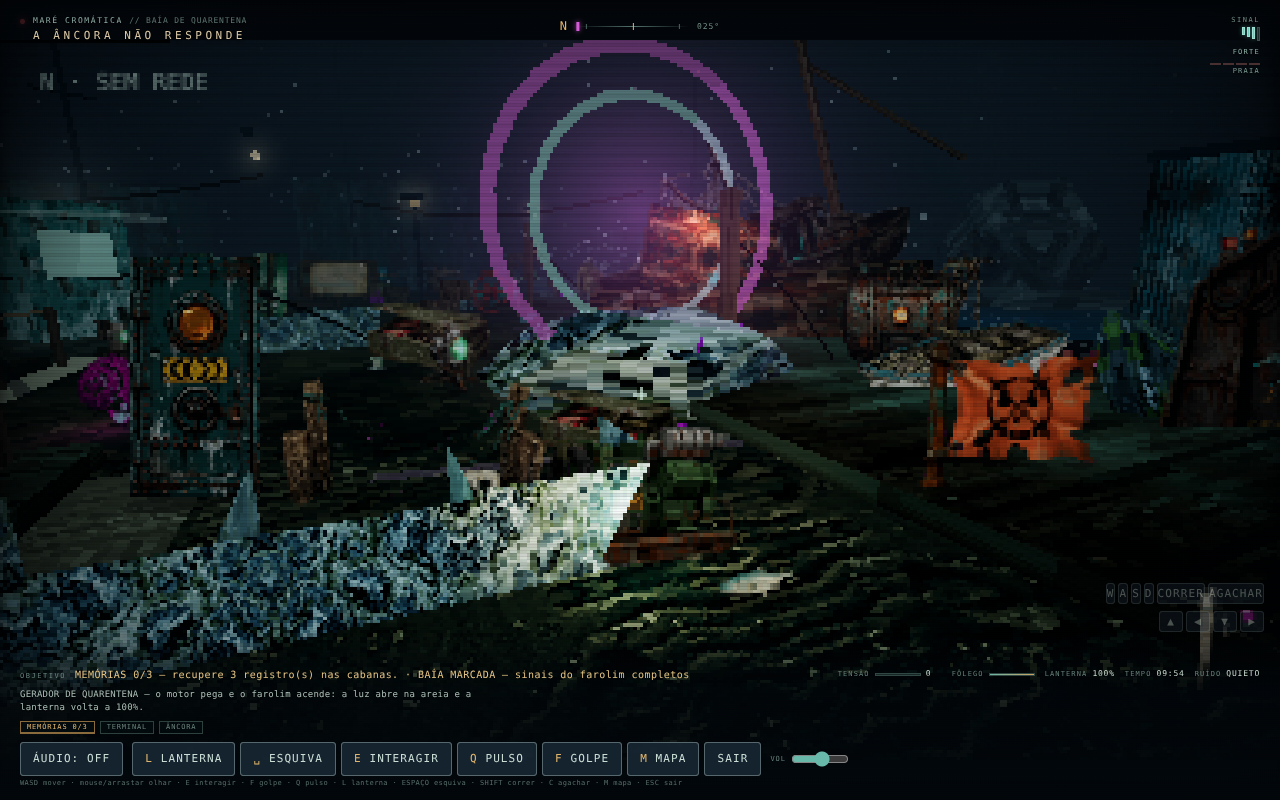 MARÉ CROMÁTICA // BAÍA DE QUARENTENA
A ÂNCORA NÃO RESPONDE
N
025°
SINAL
FORTE
PRAIA
N · SEM REDE
W A S D CORRER AGACHAR
▲ ◀ ▼ ▶
OBJETIVO MEMÓRIAS 0/3 — recupere 3 registro(s) nas cabanas. · BAÍA MARCADA — sinais do farolim completos
TENSÃO 0 FÔLEGO LANTERNA 100% TEMPO 09:54 RUÍDO QUIETO
GERADOR DE QUARENTENA — o motor pega e o farolim acende: a luz abre na areia e a
lanterna volta a 100%.
MEMÓRIAS 0/3 TERMINAL ÂNCORA
ÁUDIO: OFF L LANTERNA ␣ ESQUIVA E INTERAGIR Q PULSO F GOLPE M MAPA SAIR VOL
WASD mover · mouse/arrastar olhar · E interagir · F golpe · Q pulso · L lanterna · ESPAÇO esquiva · SHIFT correr · C agachar · M mapa · ESC sair